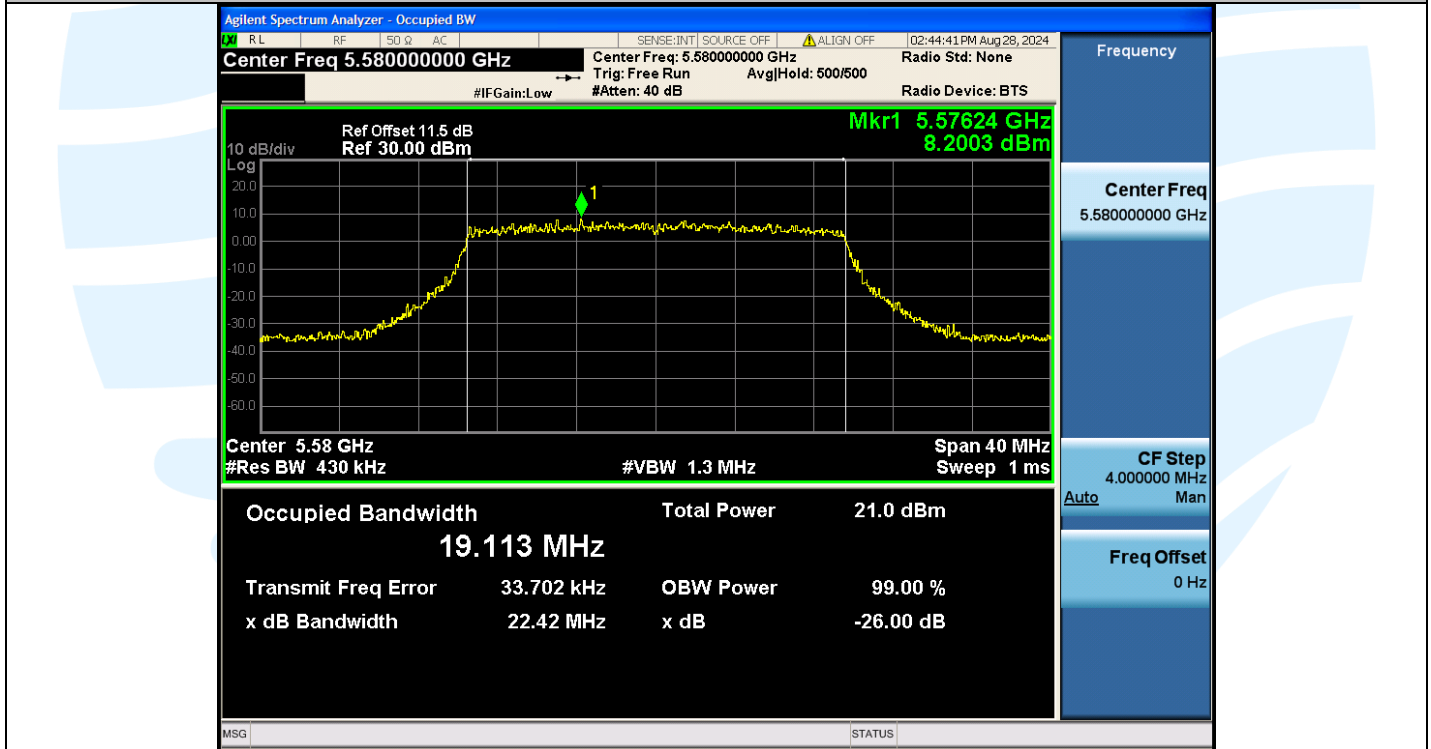 Agilent Spectrum Analyzer - Occupied BW
LXI RL RF 50 Ω AC SENSE:INT SOURCE OFF ALIGN OFF 02:44:41 PM Aug 28, 2024
Center Freq 5.580000000 GHz
Center Freq: 5.580000000 GHz
Radio Std: None
Trig: Free Run Avg|Hold: 500/500
#IFGain:Low
#Atten: 40 dB
Radio Device: BTS
Frequency
Mkr1 5.57624 GHz
8.2003 dBm
Ref Offset 11.5 dB
10 dB/div Ref 30.00 dBm
Log
20.0
10.0
0.00
-10.0
-20.0
-30.0
-40.0
-50.0
-60.0
1
Center 5.58 GHz Span 40 MHz
#Res BW 430 kHz #VBW 1.3 MHz Sweep 1 ms
Occupied Bandwidth
19.113 MHz
Total Power 21.0 dBm
Transmit Freq Error 33.702 kHz OBW Power 99.00 %
x dB Bandwidth 22.42 MHz x dB -26.00 dB
Center Freq
5.580000000 GHz
CF Step
4.000000 MHz
Auto Man
Freq Offset
0 Hz
MSG STATUS